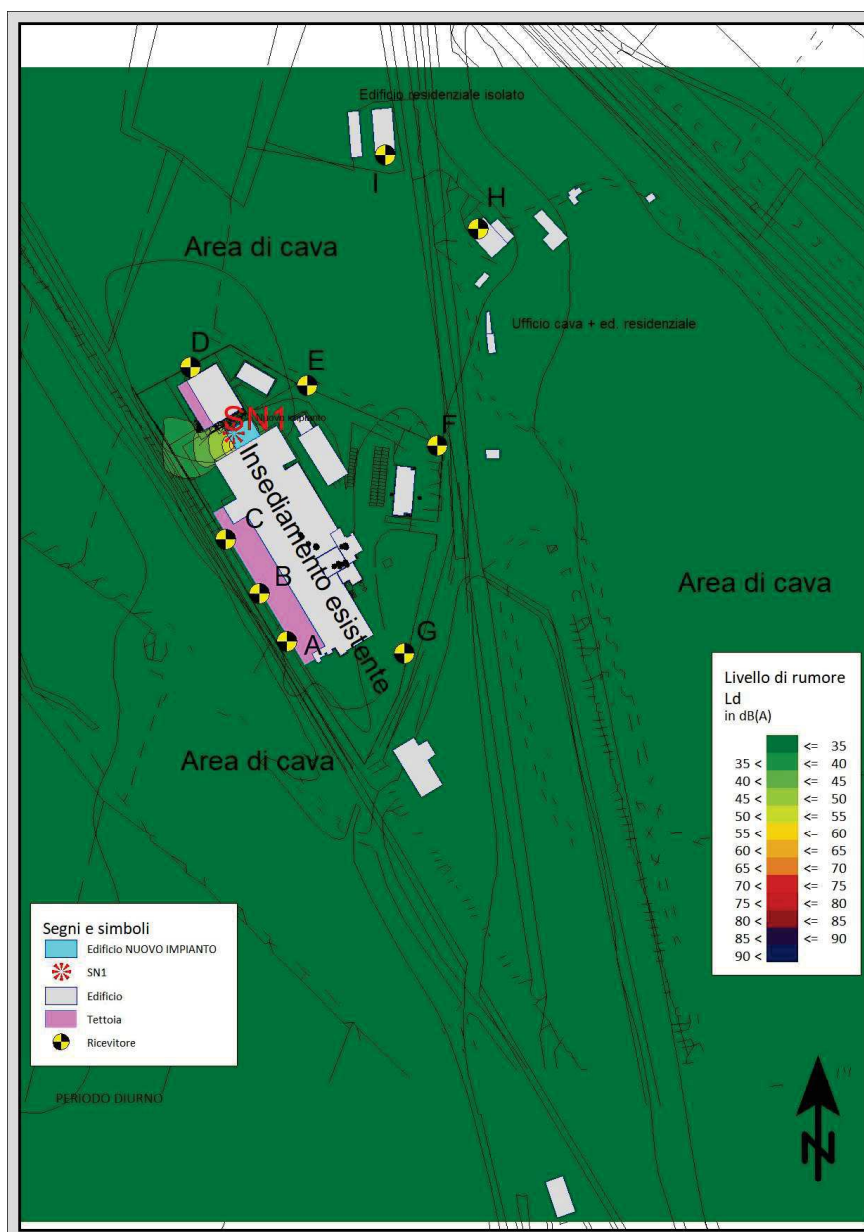 Edificio residenziale isolato
I
H
Area di cava
Ufficio cava + ed. residenziale
D
E
SN1
Nuovo impianto
F
Insediamento esistente
C
B
Area di cava
A
G
Area di cava
Livello di rumore
Ld
in dB(A)
<= 35
35 < <= 40
40 < <= 45
45 < <= 50
50 < <= 55
55 < <= 60
60 < <= 65
65 < <= 70
70 < <= 75
75 < <= 80
80 < <= 85
85 < <= 90
90 <
Segni e simboli
Edificio NUOVO IMPIANTO
SN1
Edificio
Tettoia
Ricevitore
PERIODO DIURNO
N